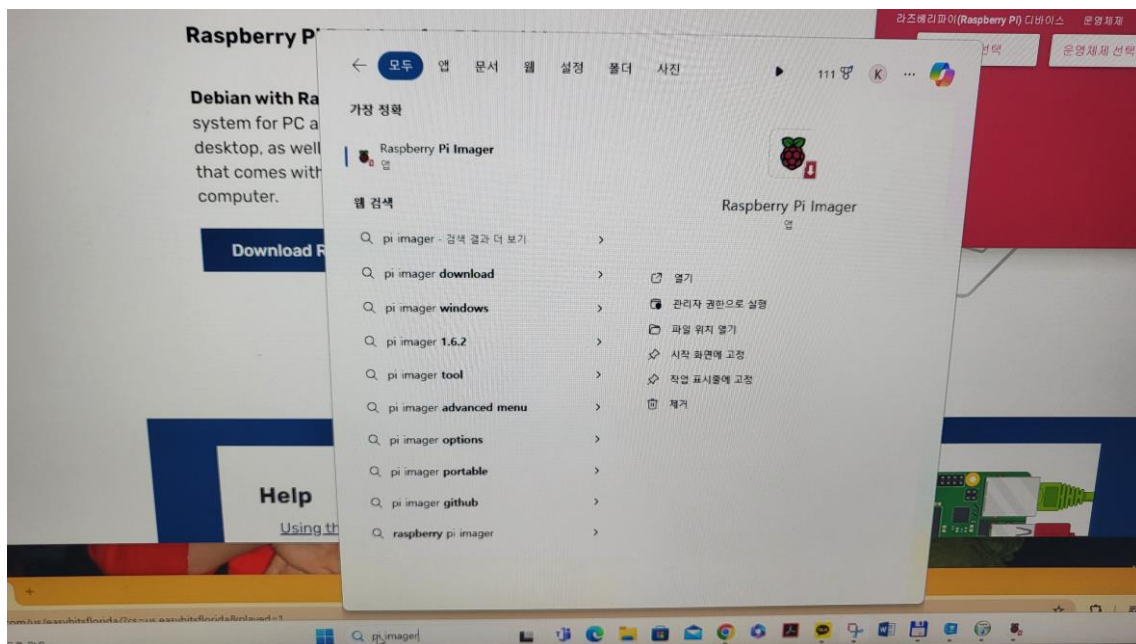 Raspberry P
라즈베리파이(Raspberry Pi) 디바이스 운영체제
선택 운영체제 선택
모두 앱 문서 웹 설정 폴더 사진 111 K ...
Debian with Ra
system for PC a
desktop, as well
that comes with
computer.
Download R
가장 정확
Raspberry Pi Imager
앱
웹 검색
pi imager - 검색 결과 더 보기
pi imager download
pi imager windows
pi imager 1.6.2
pi imager tool
pi imager advanced menu
pi imager options
pi imager portable
pi imager github
raspberry pi imager
Raspberry Pi Imager
앱
열기
관리자 권한으로 실행
파일 위치 열기
시작 화면에 고정
작업 표시줄에 고정
제거
Help
Using th
pi imager